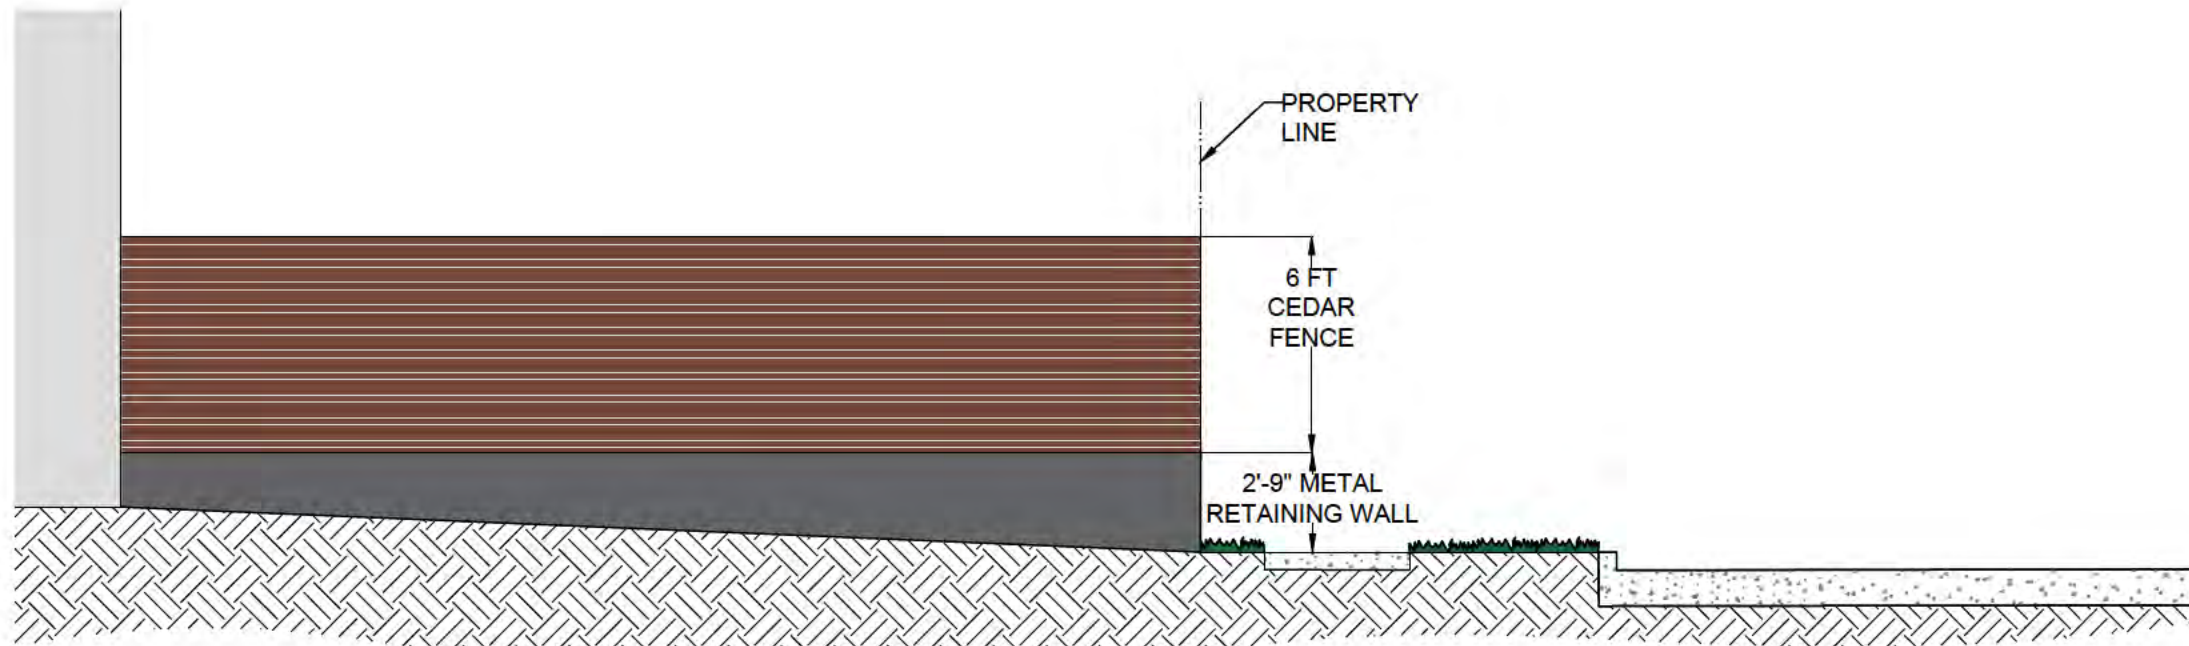 PROPERTY
LINE
6 FT
CEDAR
FENCE
2'-9" METAL
RETAINING WALL